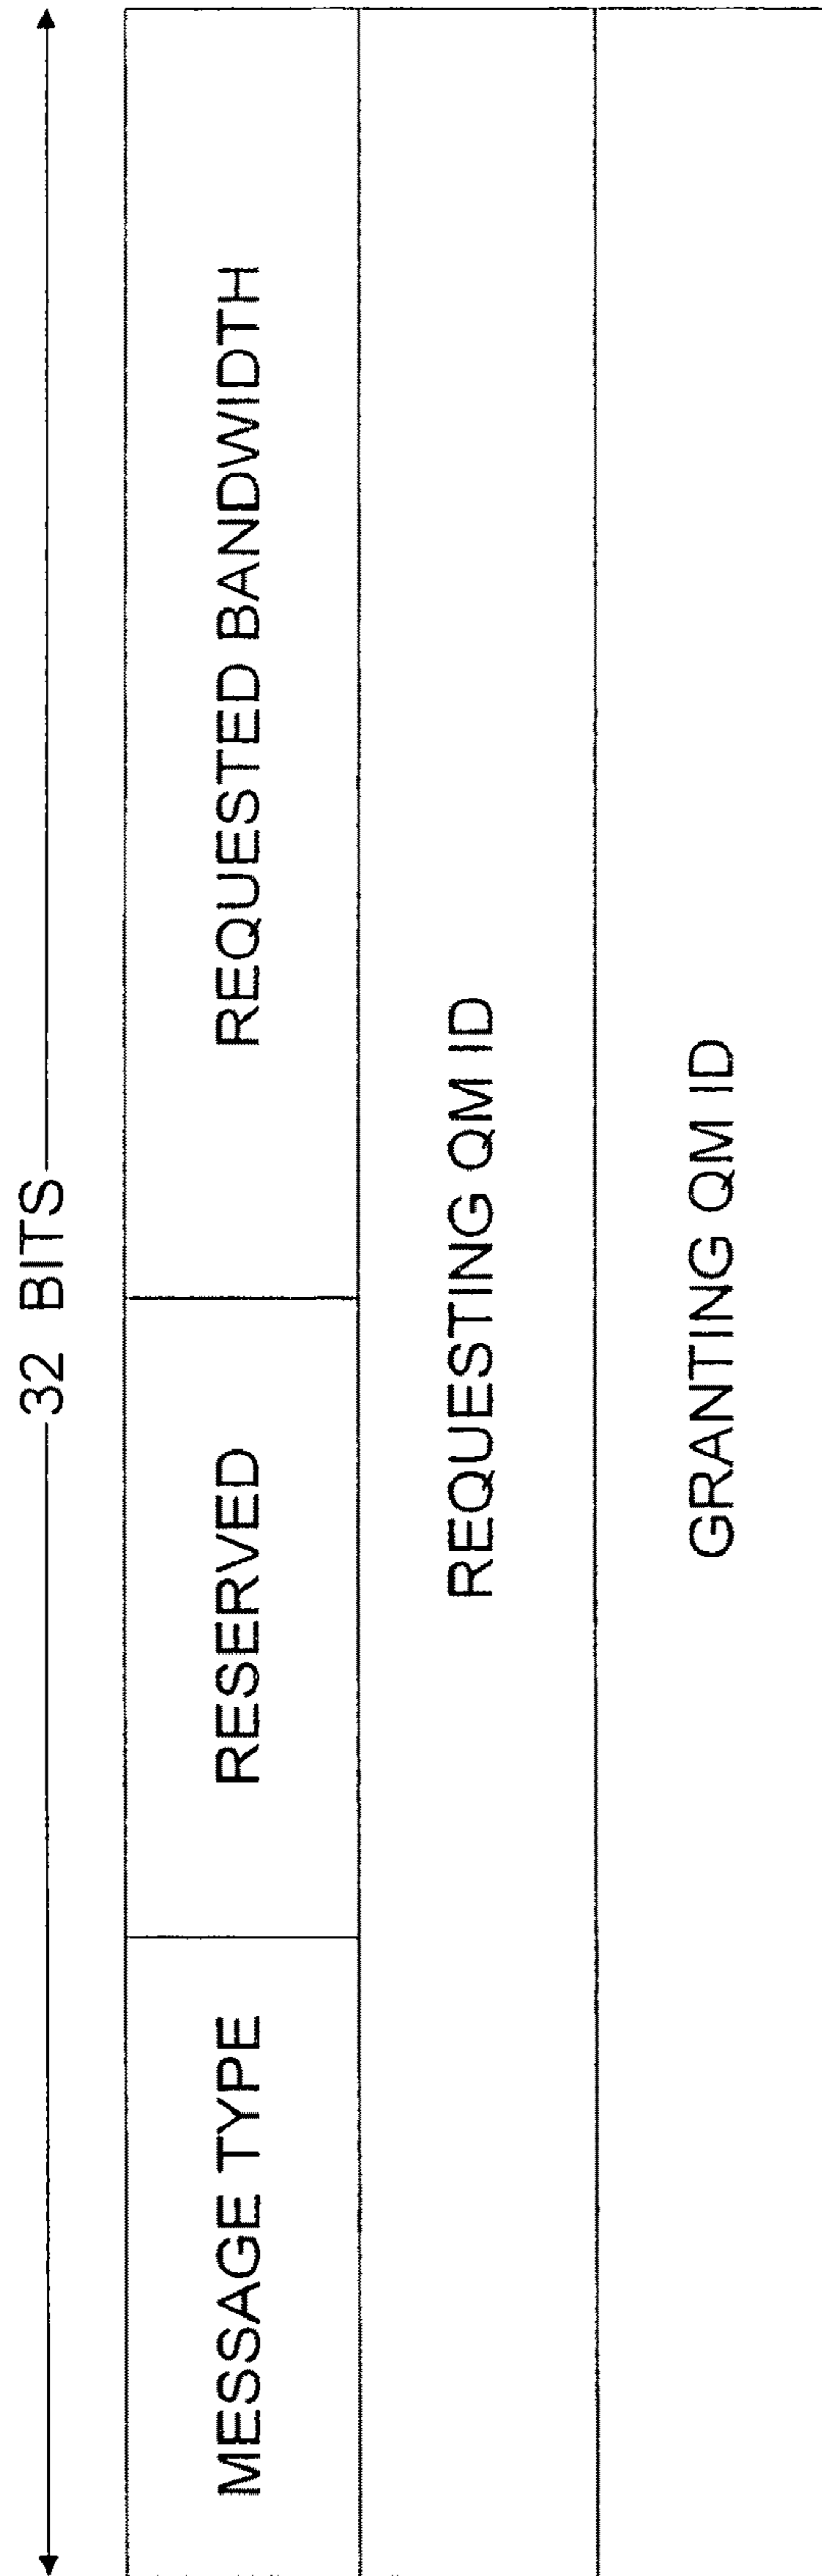 32 BITS
MESSAGE TYPE
RESERVED
REQUESTED BANDWIDTH
REQUESTING QM ID
GRANTING QM ID